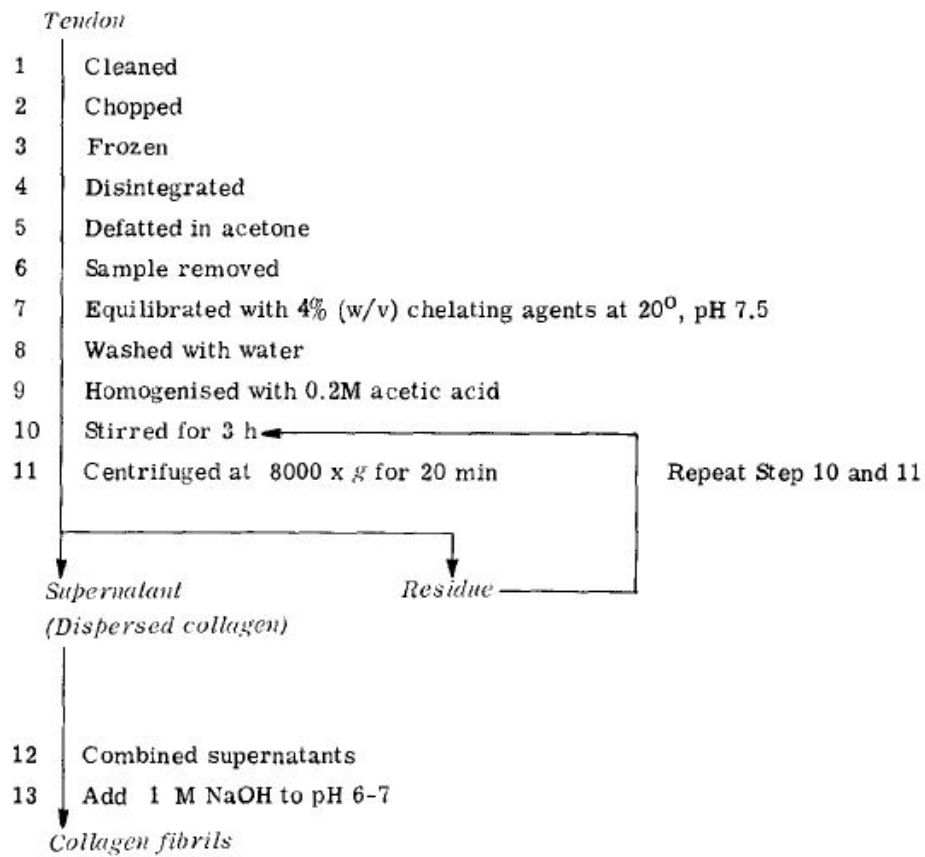 Tendon
1 Cleaned
2 Chopped
3 Frozen
4 Disintegrated
5 Defatted in acetone
6 Sample removed
7 Equilibrated with 4% (w/v) chelating agents at 20°, pH 7.5
8 Washed with water
9 Homogenised with 0.2M acetic acid
10 Stirred for 3 h
11 Centrifuged at 8000 x g for 20 min
Repeat Step 10 and 11
Supernatant
(Dispersed collagen)
Residue
12 Combined supernatants
13 Add 1 M NaOH to pH 6-7
Collagen fibrils